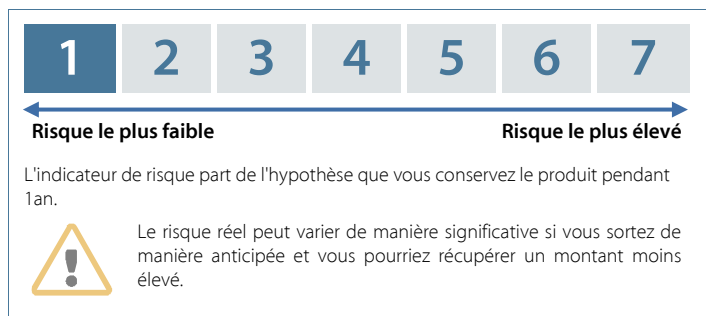 1 2 3 4 5 6 7
Risque le plus faible Risque le plus élevé
L'indicateur de risque part de l'hypothèse que vous conservez le produit pendant
1an.
Le risque réel peut varier de manière significative si vous sortez de
manière anticipée et vous pourriez récupérer un montant moins
élevé.